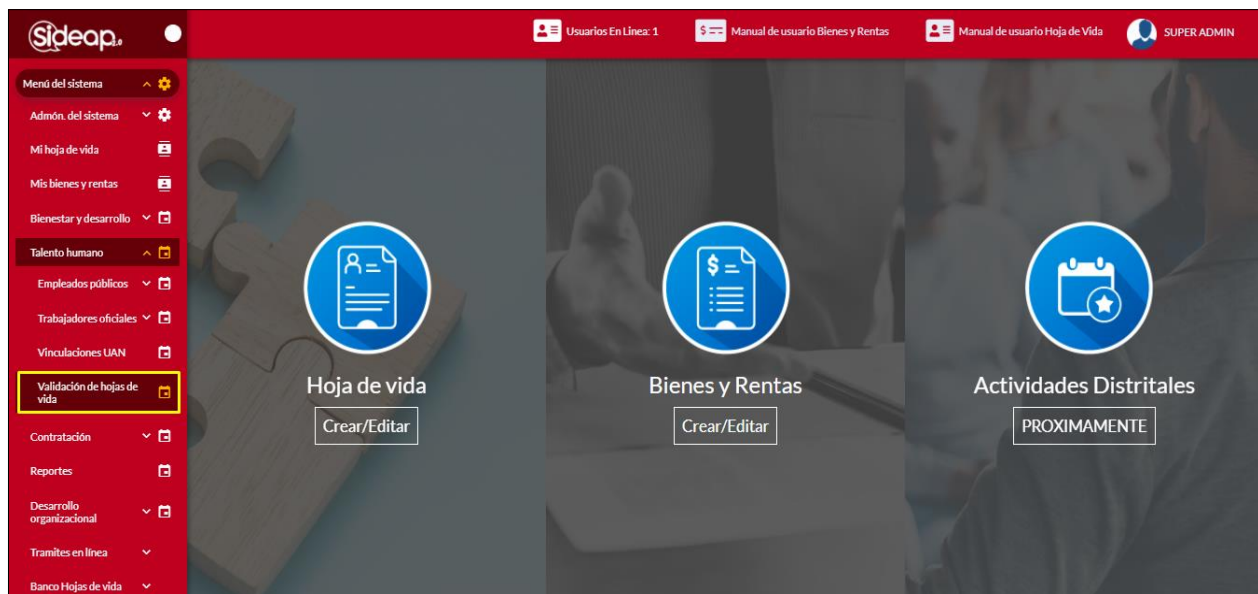 Sideap 2.0
Usuarios En Linea: 1
Manual de usuario Bienes y Rentas
Manual de usuario Hoja de Vida
SUPER ADMIN
Menú del sistema
Admón. del sistema
Mi hoja de vida
Mis bienes y rentas
Bienestar y desarrollo
Talento humano
Empleados públicos
Trabajadores oficiales
Vinculaciones UAN
Validación de hojas de
vida
Contratación
Reportes
Desarrollo
organizacional
Tramites en línea
Banco Hojas de vida
Hoja de vida
Crear/Editar
Bienes y Rentas
Crear/Editar
Actividades Distritales
PROXIMAMENTE